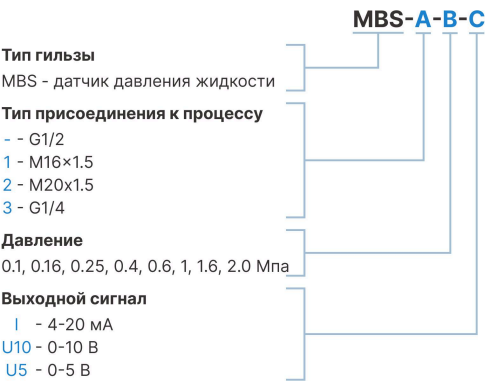 MBS-A-B-C
Тип гильзы
MBS - датчик давления жидкости
Тип присоединения к процессу
- - G1/2
1 - M16×1.5
2 - M20x1.5
3 - G1/4
Давление
0.1, 0.16, 0.25, 0.4, 0.6, 1, 1.6, 2.0 Мпа
Выходной сигнал
I - 4-20 мА
U10 - 0-10 В
U5 - 0-5 В